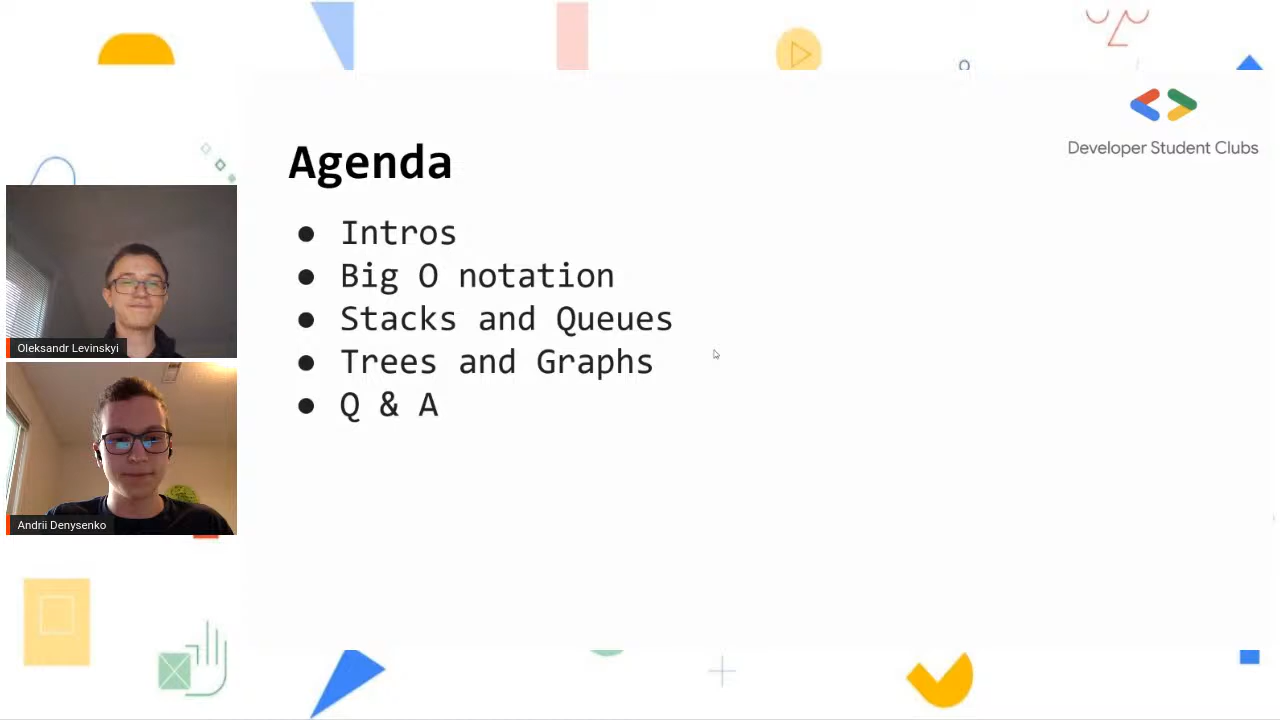 Developer Student Clubs
Agenda
● Intros
● Big O notation
● Stacks and Queues
● Trees and Graphs
● Q & A
Oleksandr Levinskyi
Andrii Denysenko